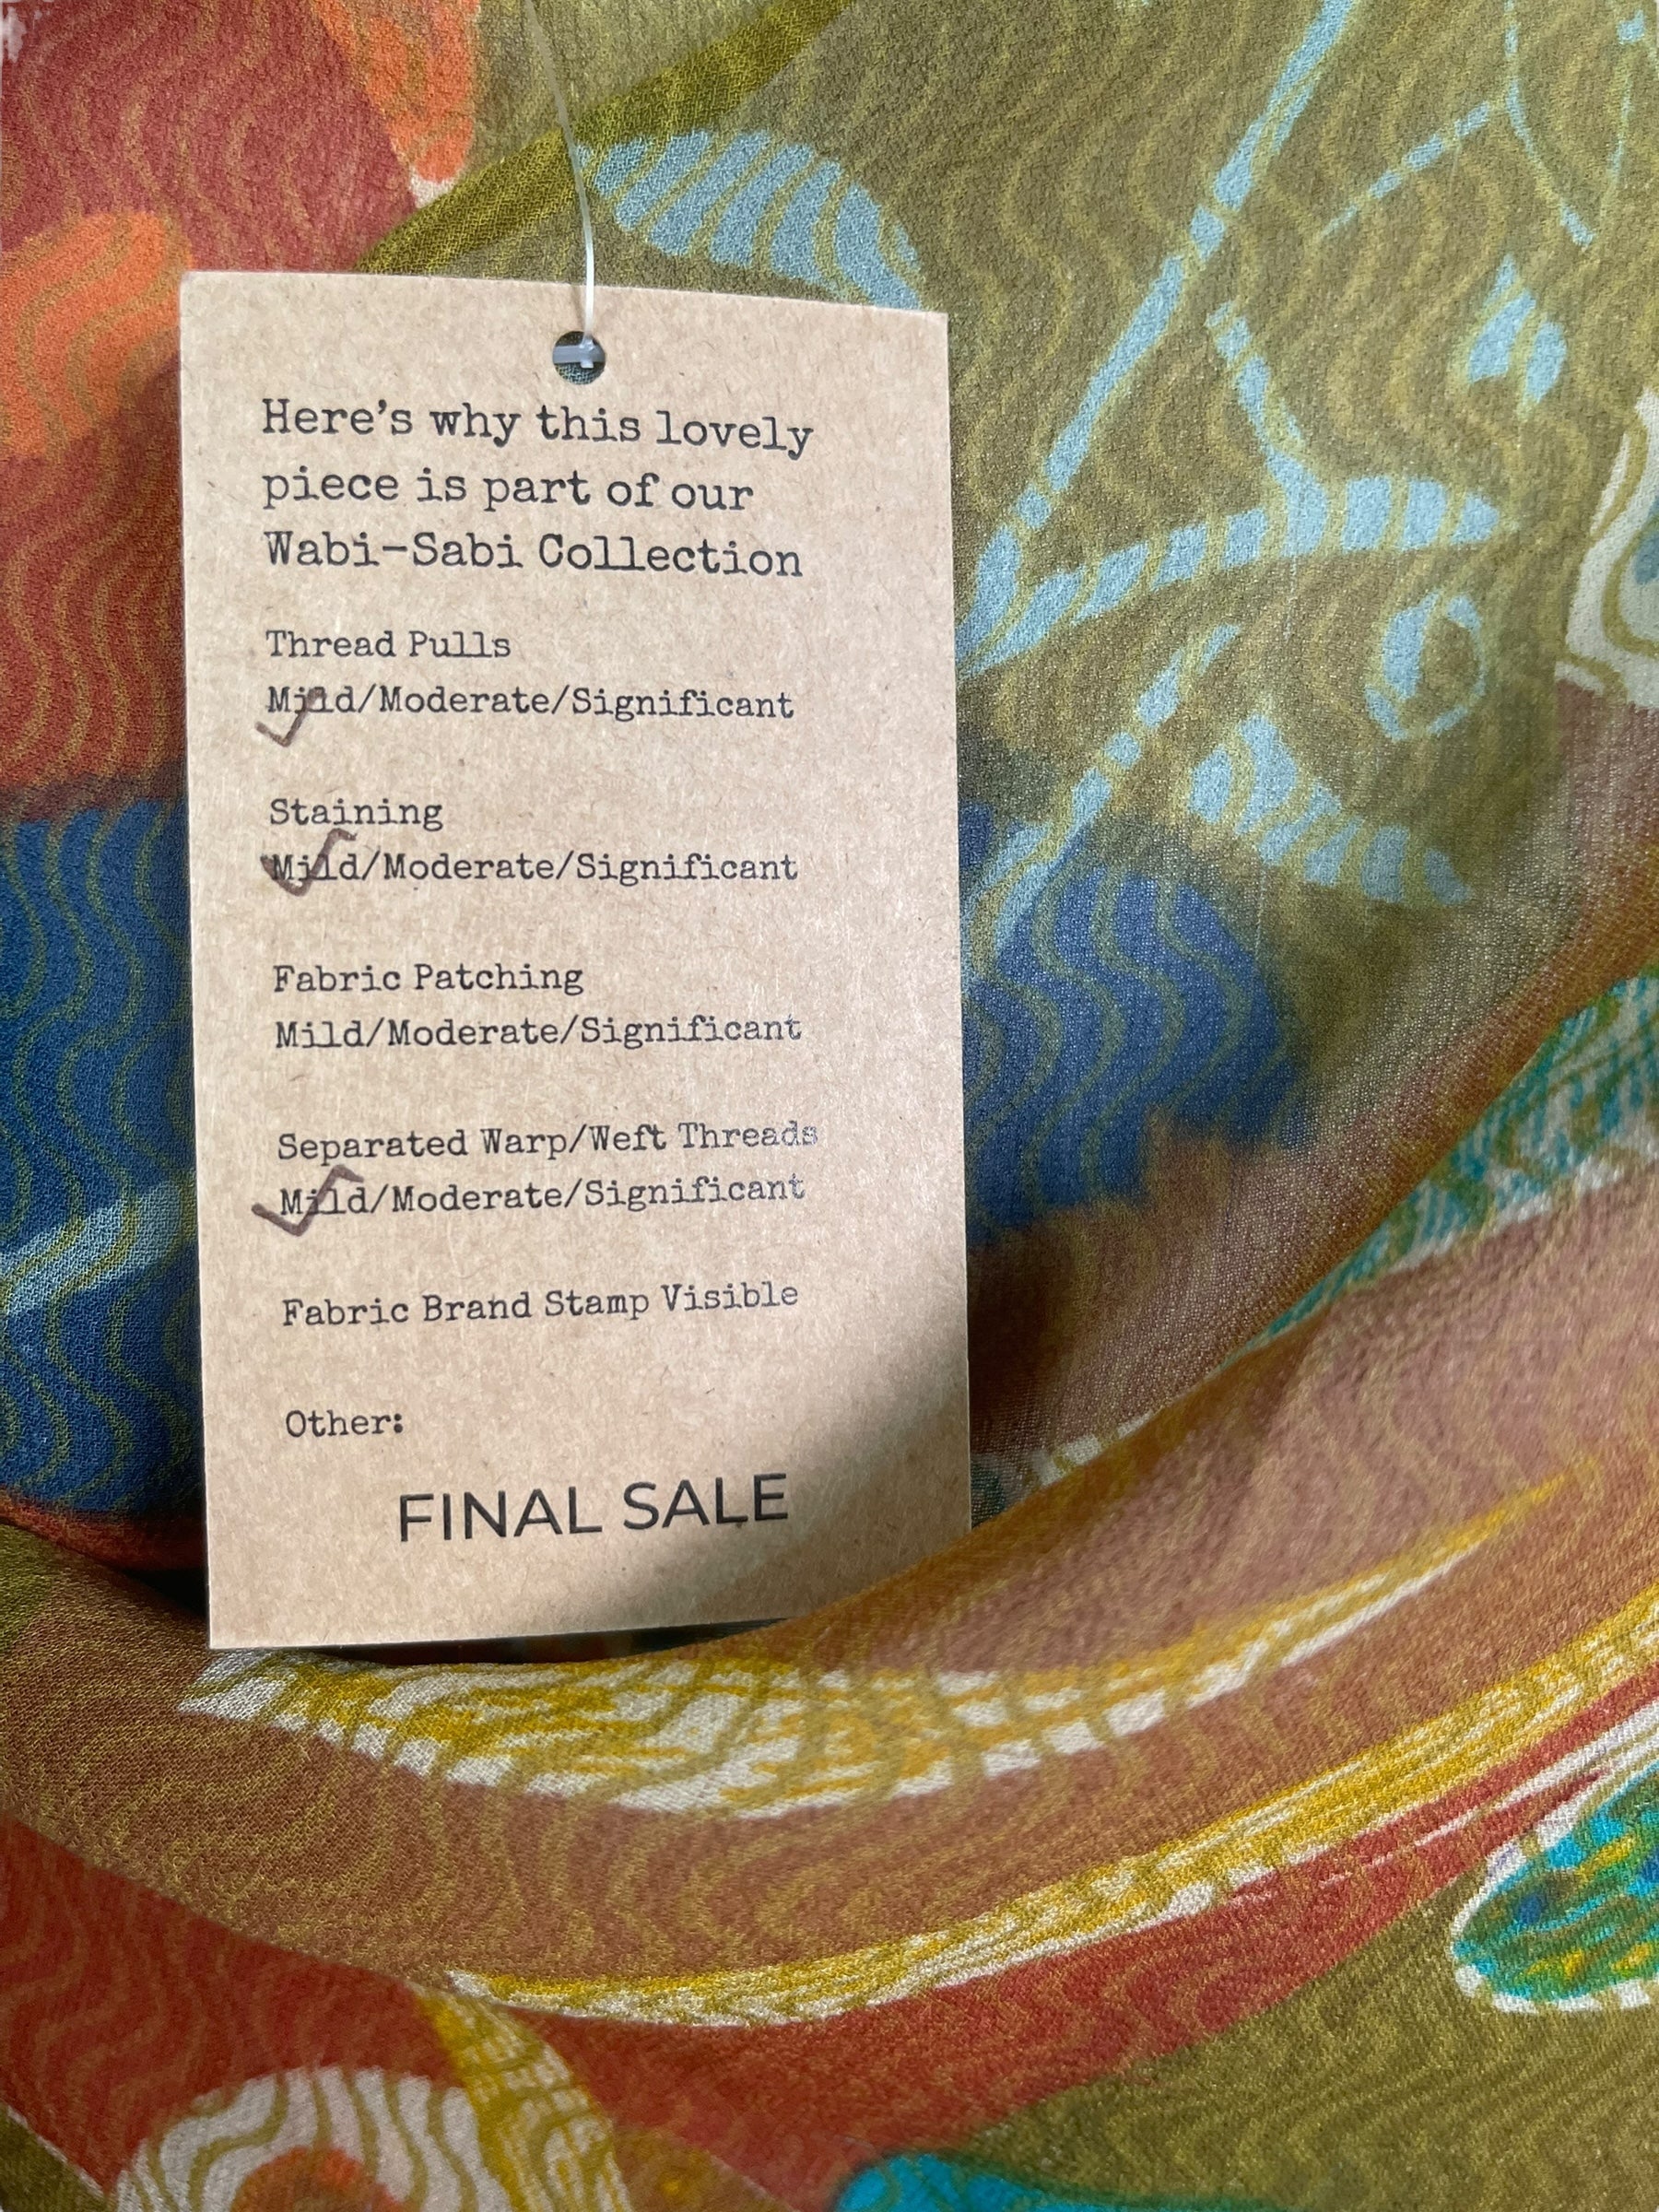 Here's why this lovely
piece is part of our
Wabi-Sabi Collection
Thread Pulls
Mild/Moderate/Significant
Staining
Mild/Moderate/Significant
Fabric Patching
Mild/Moderate/Significant
Separated Warp/Weft Threads
Mild/Moderate/Significant
Fabric Brand Stamp Visible
Other:
FINAL SALE